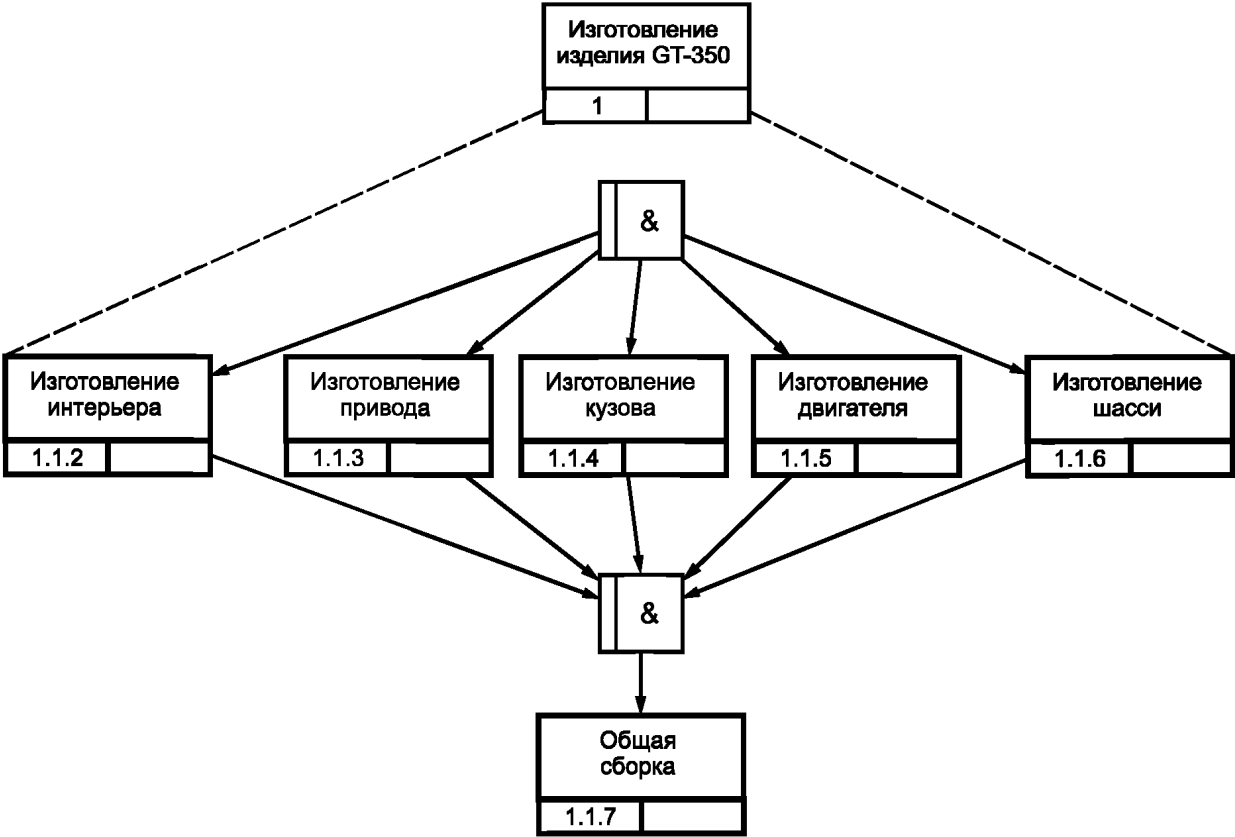 Изготовление
изделия GT-350
1
&
Изготовление
интерьера
1.1.2
Изготовление
привода
1.1.3
Изготовление
кузова
1.1.4
Изготовление
двигателя
1.1.5
Изготовление
шасси
1.1.6
&
Общая
сборка
1.1.7